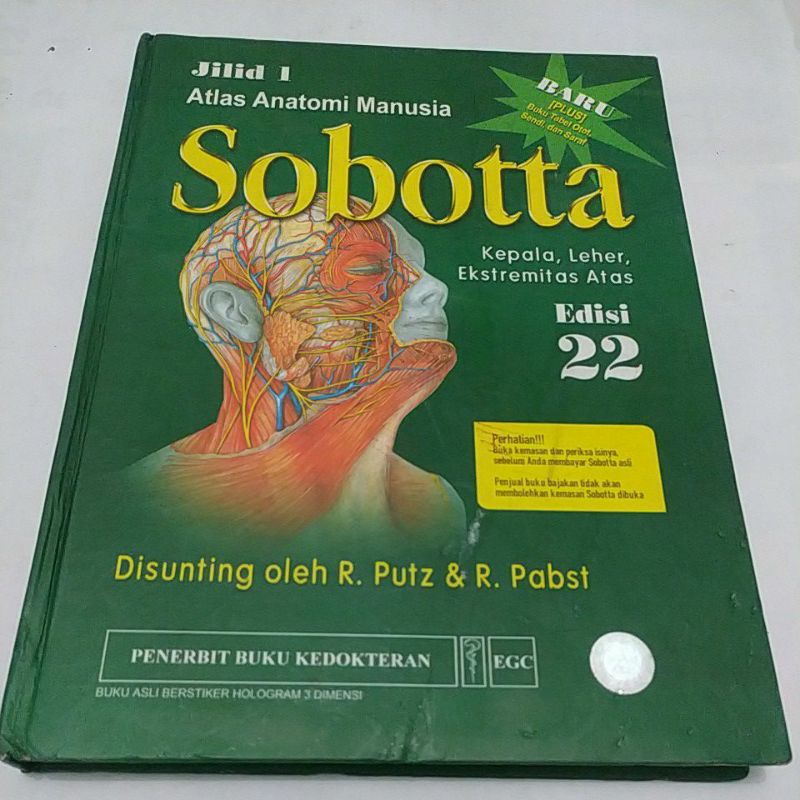 Jilid 1
Atlas Anatomi Manusia
BARU
[PLUS]
Buku Tabel Otot,
Sendi, dan Saraf
Sobotta
Kepala, Leher,
Ekstremitas Atas
Edisi
22
Perhatian!!!
Buka kemasan dan periksa isinya,
sebelum Anda membayar Sobotta asli
Penjual buku bajakan tidak akan
membolehkan kemasan Sobotta dibuka
Disunting oleh R. Putz & R. Pabst
PENERBIT BUKU KEDOKTERAN
EGC
BUKU ASLI BERSTIKER HOLOGRAM 3 DIMENSI